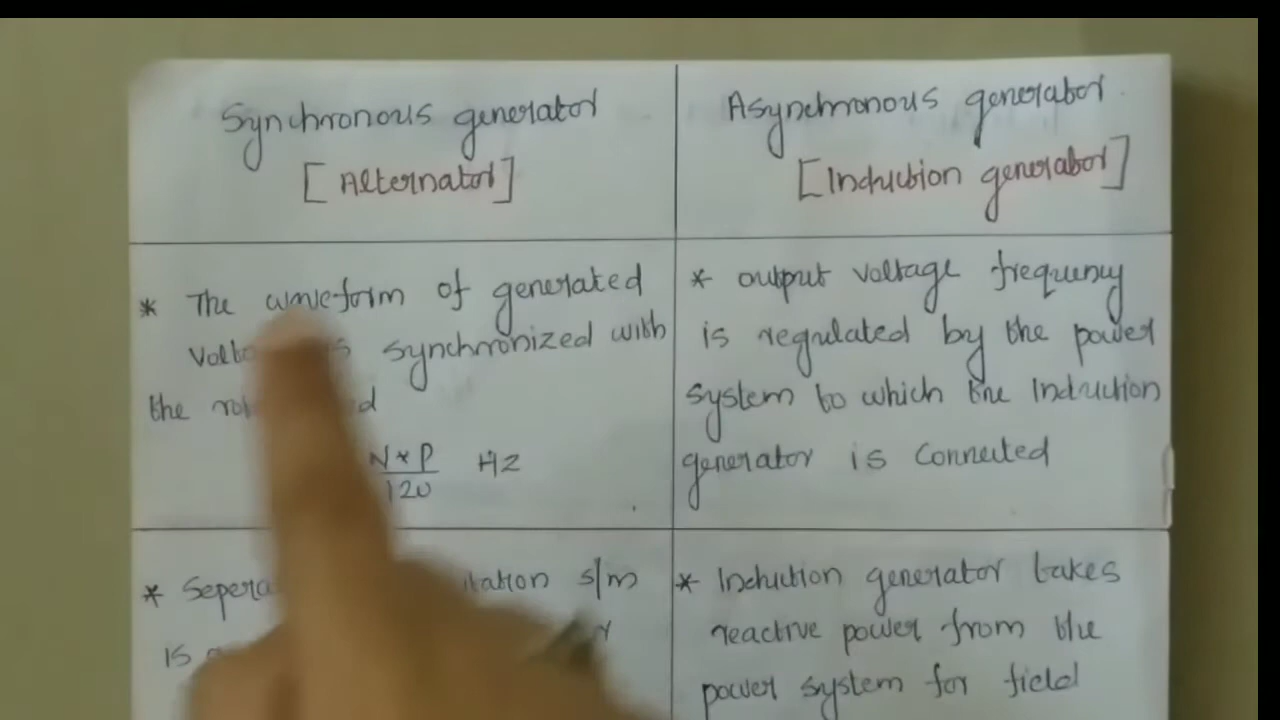 Synchronous generator
[Alternator]
* The waveform of generated
synchronized with
the
N*P
120
HZ
* itation s/m
is
Asynchronous generator
[Induction generator]
* output voltage frequency
is regulated by the power
system to which the Induction
generator is connected
* Induction generator takes
reactive power from the
power system for field